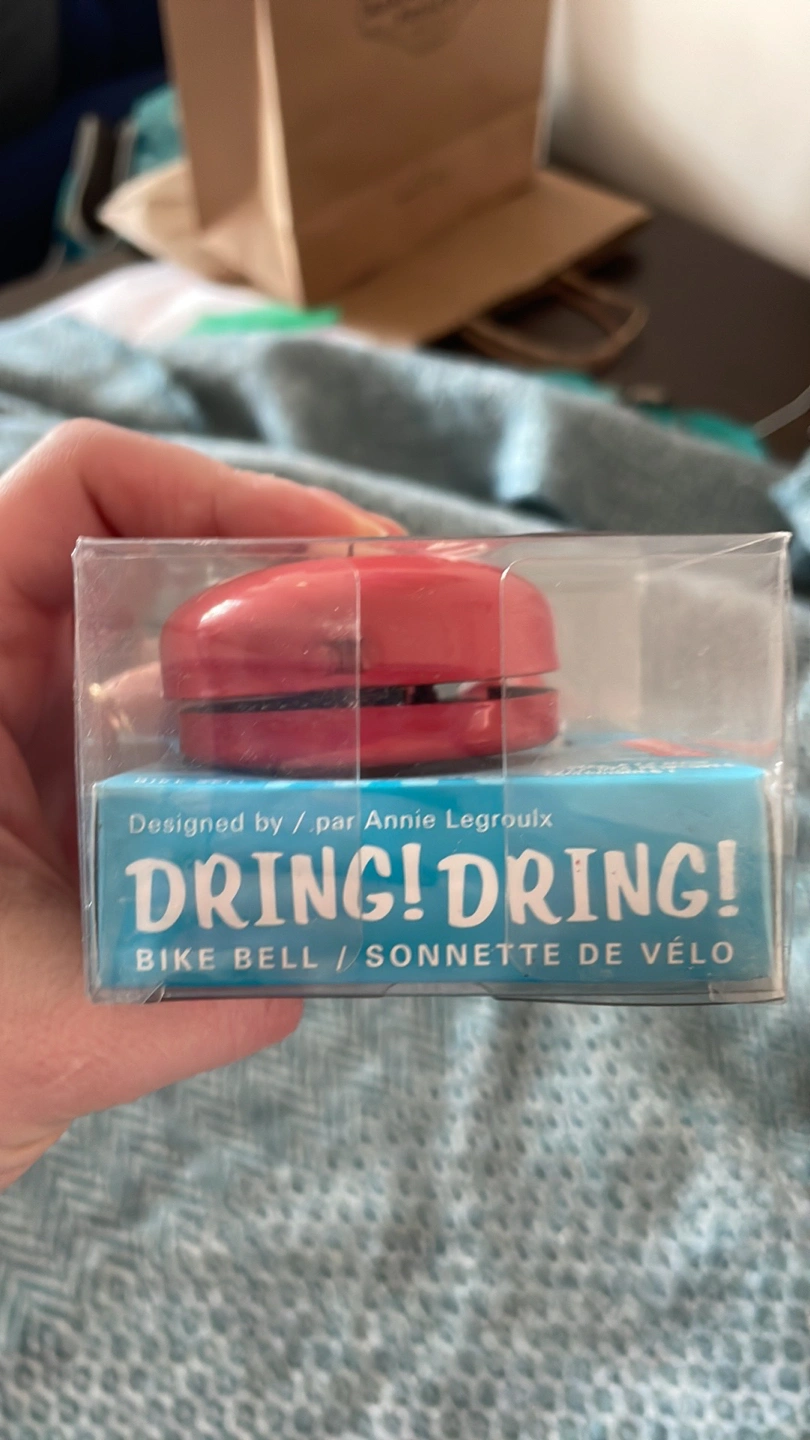 Designed by / par Annie Legroulx
DRING! DRING!
BIKE BELL / SONNETTE DE VÉLO